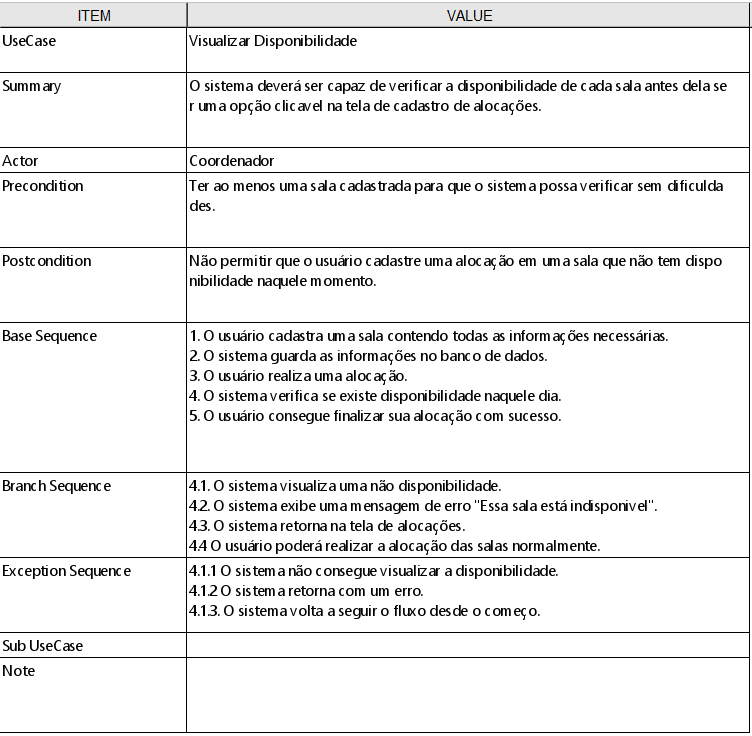 ITEM VALUE
UseCase Visualizar Disponibilidade
Summary O sistema deverá ser capaz de verificar a disponibilidade de cada sala antes dela se
r uma opção clicavel na tela de cadastro de alocações.
Actor Coordenador
Precondition Ter ao menos uma sala cadastrada para que o sistema possa verificar sem dificulda
des.
Postcondition Não permitir que o usuário cadastre uma alocação em uma sala que não tem dispo
nibilidade naquele momento.
Base Sequence 1. O usuário cadastra uma sala contendo todas as informações necessárias.
2. O sistema guarda as informações no banco de dados.
3. O usuário realiza uma alocação.
4. O sistema verifica se existe disponibilidade naquele dia.
5. O usuário consegue finalizar sua alocação com sucesso.
Branch Sequence 4.1. O sistema visualiza uma não disponibilidade.
4.2. O sistema exibe uma mensagem de erro "Essa sala está indisponivel".
4.3. O sistema retorna na tela de alocações.
4.4 O usuário poderá realizar a alocação das salas normalmente.
Exception Sequence 4.1.1 O sistema não consegue visualizar a disponibilidade.
4.1.2 O sistema retorna com um erro.
4.1.3. O sistema volta a seguir o fluxo desde o começo.
Sub UseCase
Note